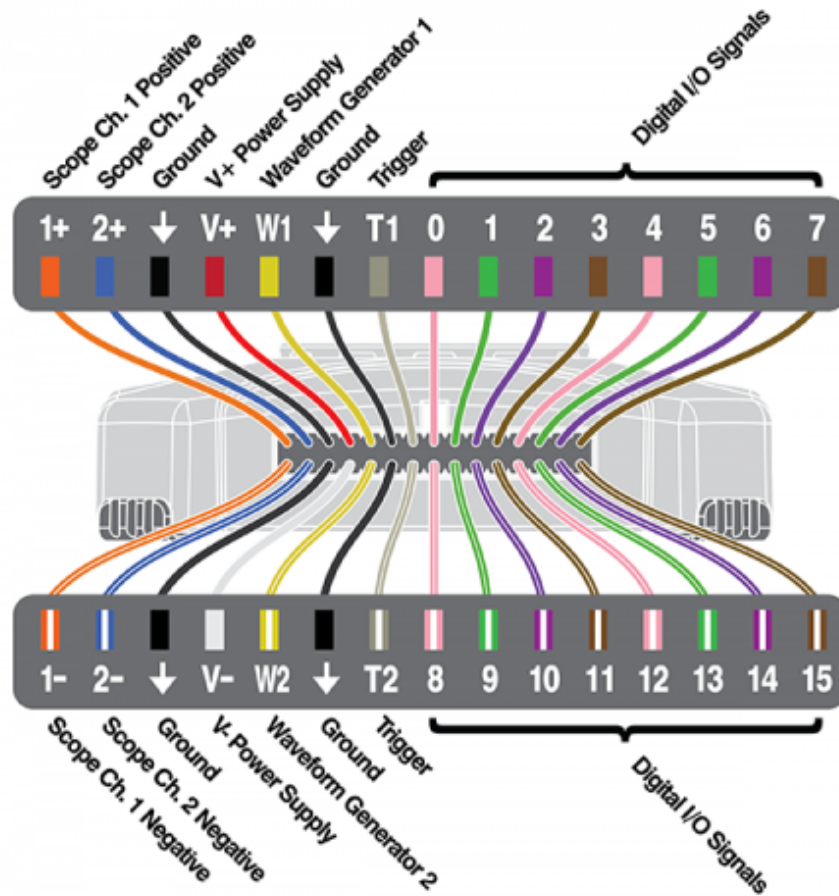 Scope Ch. 1 Positive
Scope Ch. 2 Positive
Ground
V+ Power Supply
Waveform Generator 1
Ground
Trigger
Digital I/O Signals
1+ 2+ ↓ V+ W1 ↓ T1 0 1 2 3 4 5 6 7
1- 2- ↓ V- W2 ↓ T2 8 9 10 11 12 13 14 15
Scope Ch. 1 Negative
Scope Ch. 2 Negative
Ground
V- Power Supply
Waveform Generator 2
Ground
Trigger
Digital I/O Signals